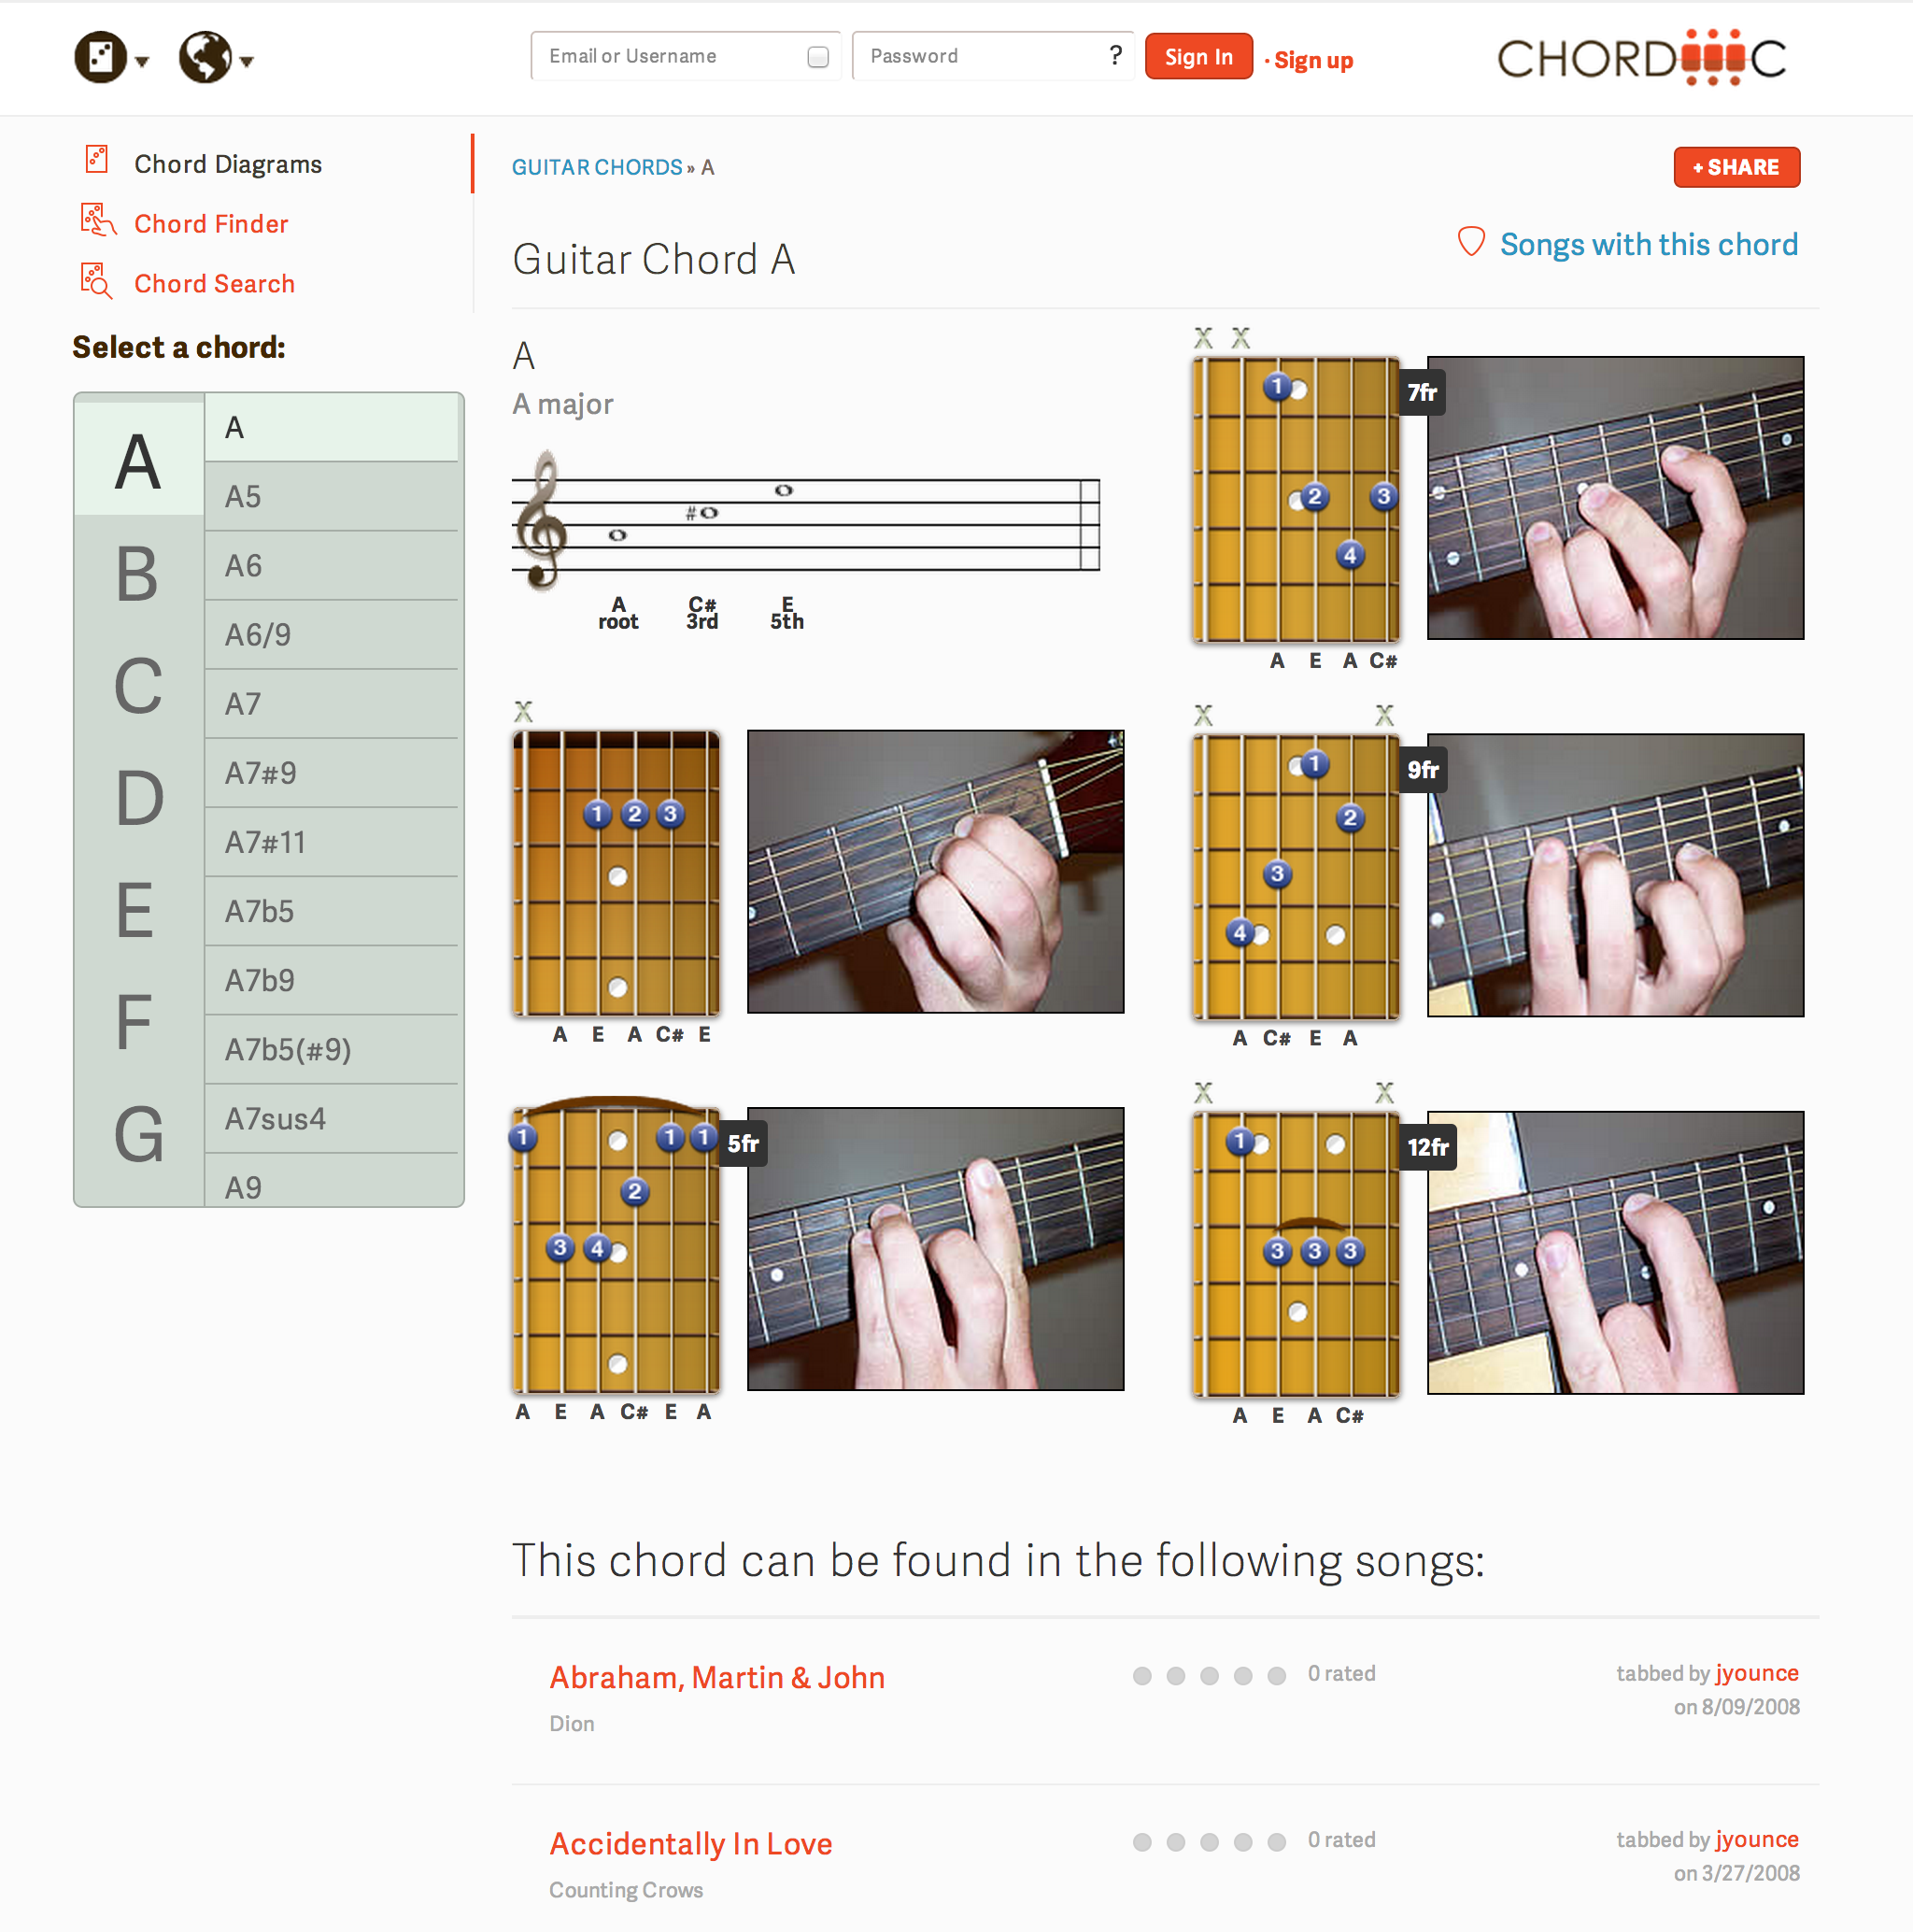 Email or Username
Password ?
Sign In
· Sign up
CHORDIIIC
Chord Diagrams
Chord Finder
Chord Search
Select a chord:
A
B
C
D
E
F
G
A
A5
A6
A6/9
A7
A7#9
A7#11
A7b5
A7b9
A7b5(#9)
A7sus4
A9
GUITAR CHORDS » A
+ SHARE
Guitar Chord A
Songs with this chord
A
A major
#
A C# E
root 3rd 5th
X X
1
2 3
4
7fr
A E A C#
X
1 2 3
A E A C# E
X X
1
2
3
4
9fr
A C# E A
1 1 1
2
3 4
5fr
A E A C# E A
X X
1
3 3 3
12fr
A E A C#
This chord can be found in the following songs:
Abraham, Martin & John
Dion
0 rated
tabbed by jyounce
on 8/09/2008
Accidentally In Love
Counting Crows
0 rated
tabbed by jyounce
on 3/27/2008